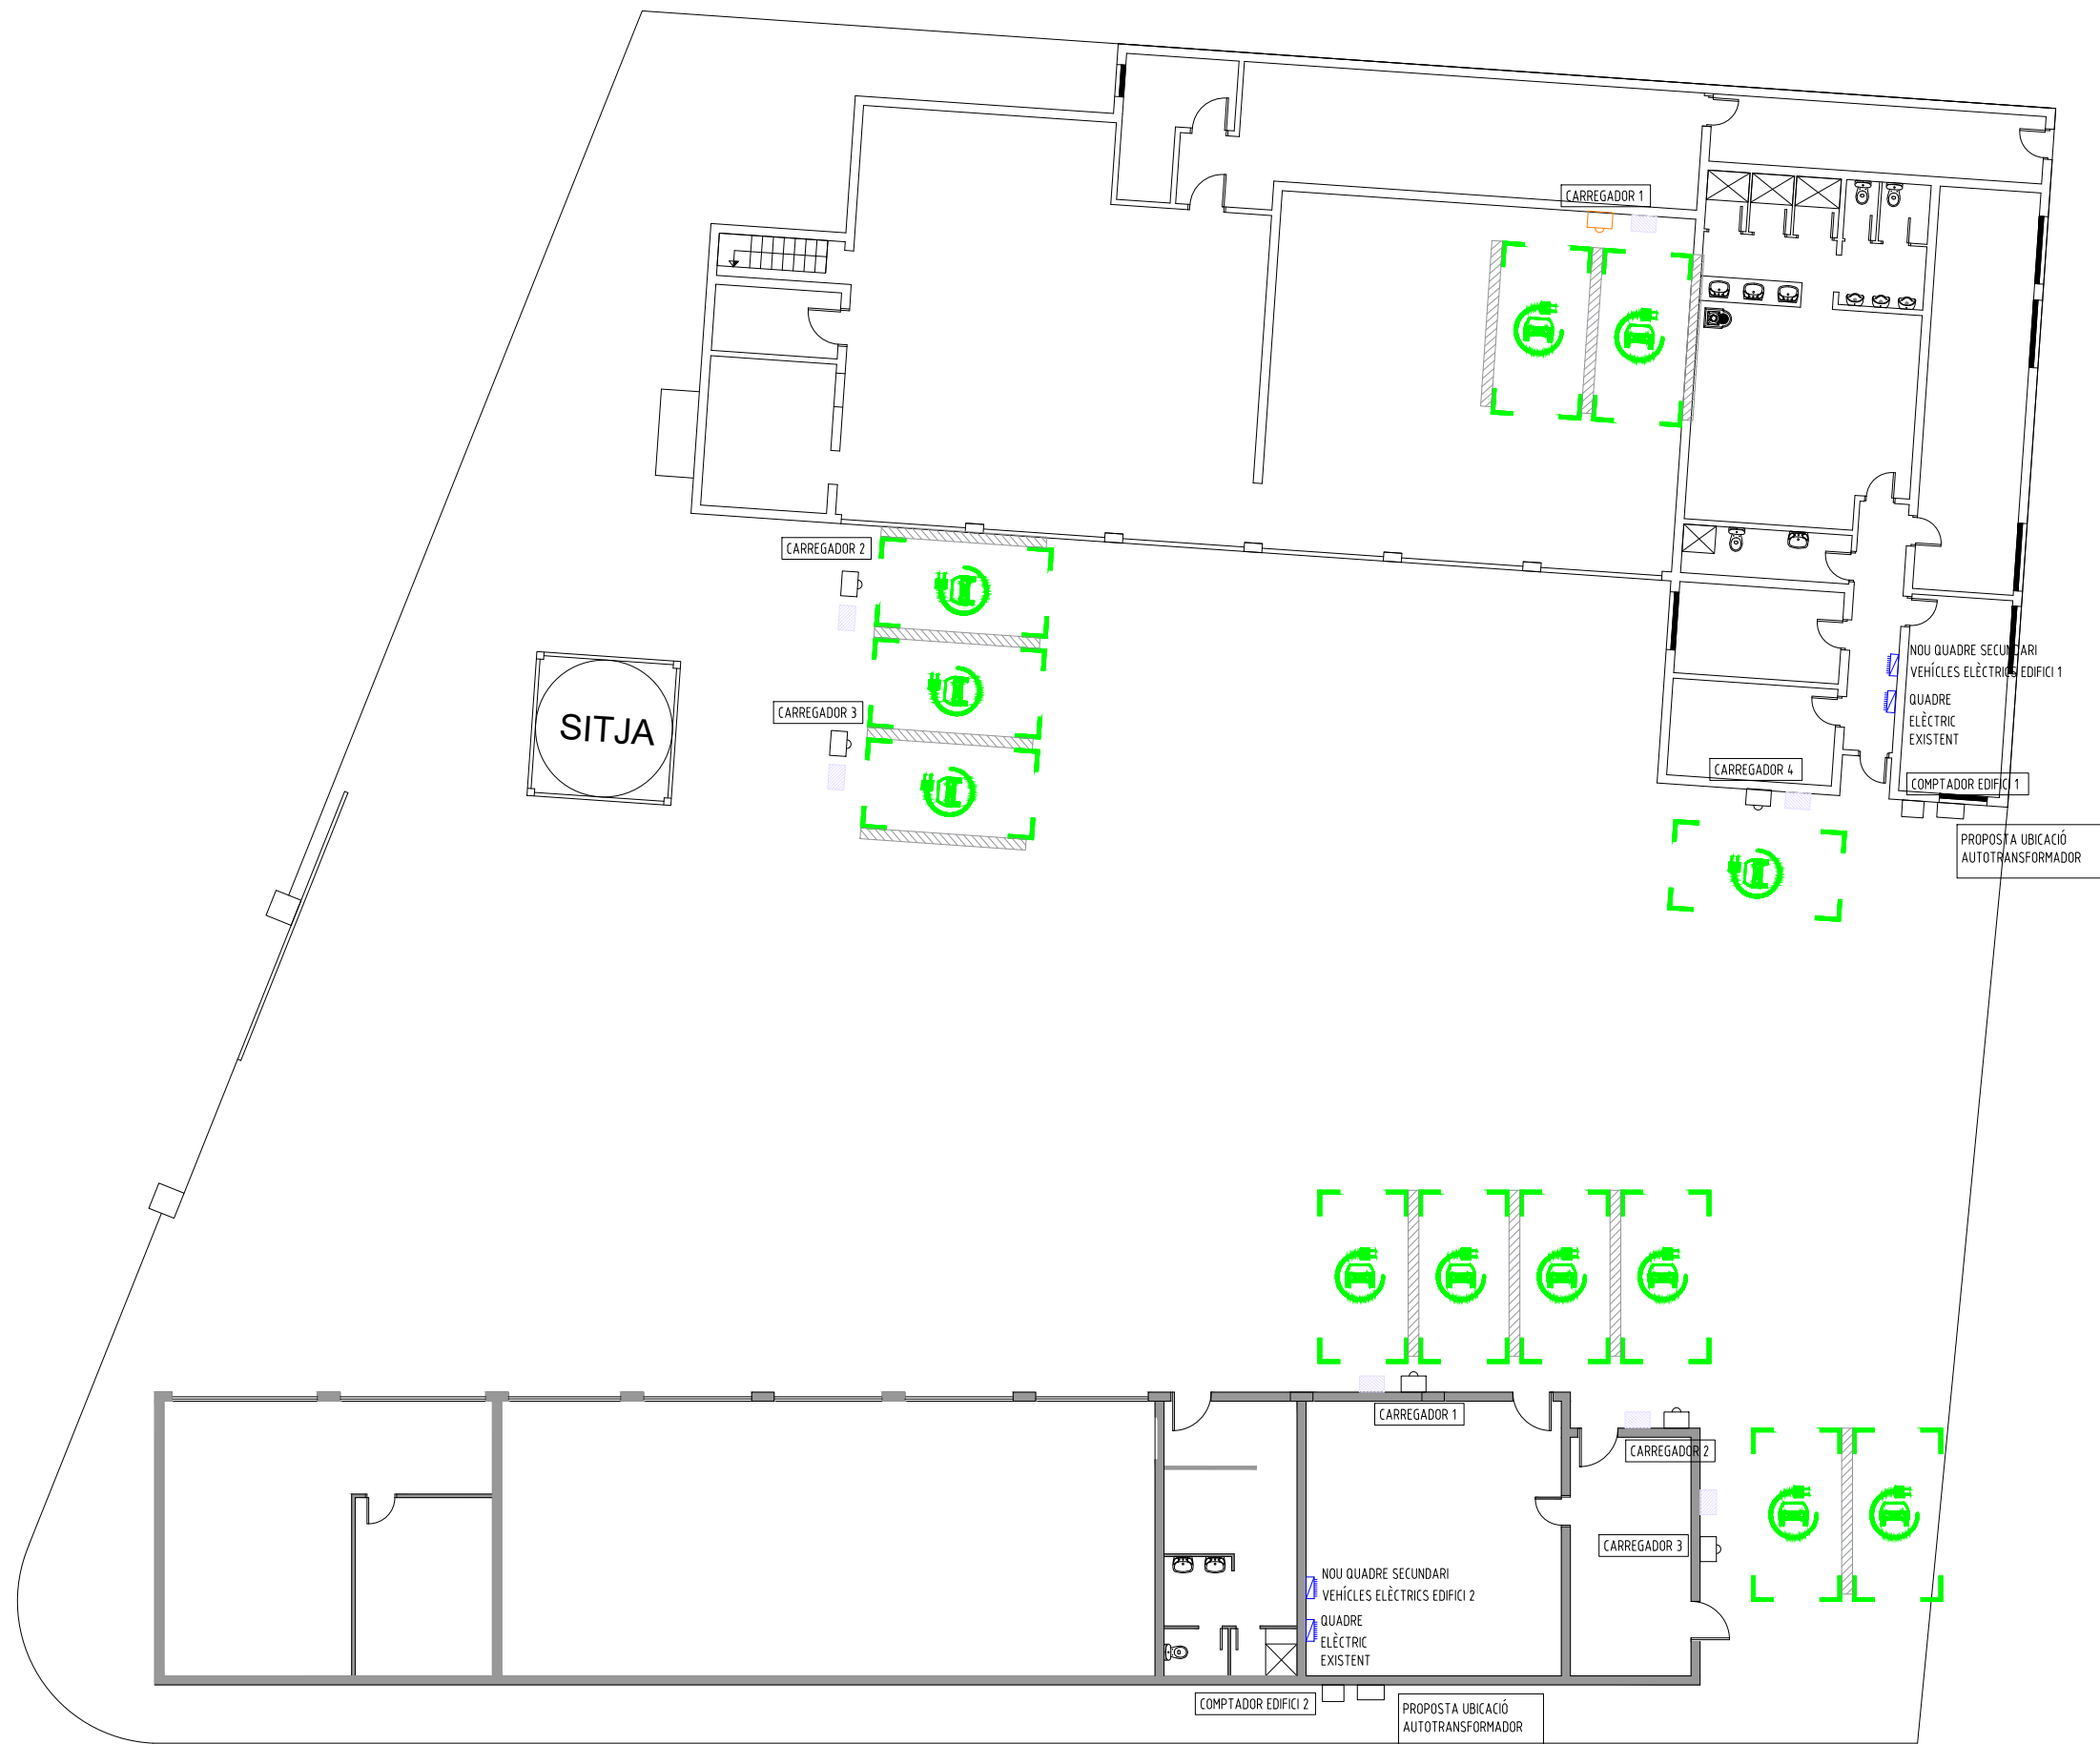 CARREGADOR 1
CARREGADOR 2
CARREGADOR 3
SITJA
NOU QUADRE SECUNDARI
VEHÍCLES ELÈCTRICS EDIFICI 1
QUADRE
ELÈCTRIC
EXISTENT
CARREGADOR 4
COMPTADOR EDIFICI 1
PROPOSTA UBICACIÓ
AUTOTRANSFORMADOR
CARREGADOR 1
CARREGADOR 2
CARREGADOR 3
NOU QUADRE SECUNDARI
VEHÍCLES ELÈCTRICS EDIFICI 2
QUADRE
ELÈCTRIC
EXISTENT
COMPTADOR EDIFICI 2
PROPOSTA UBICACIÓ
AUTOTRANSFORMADOR